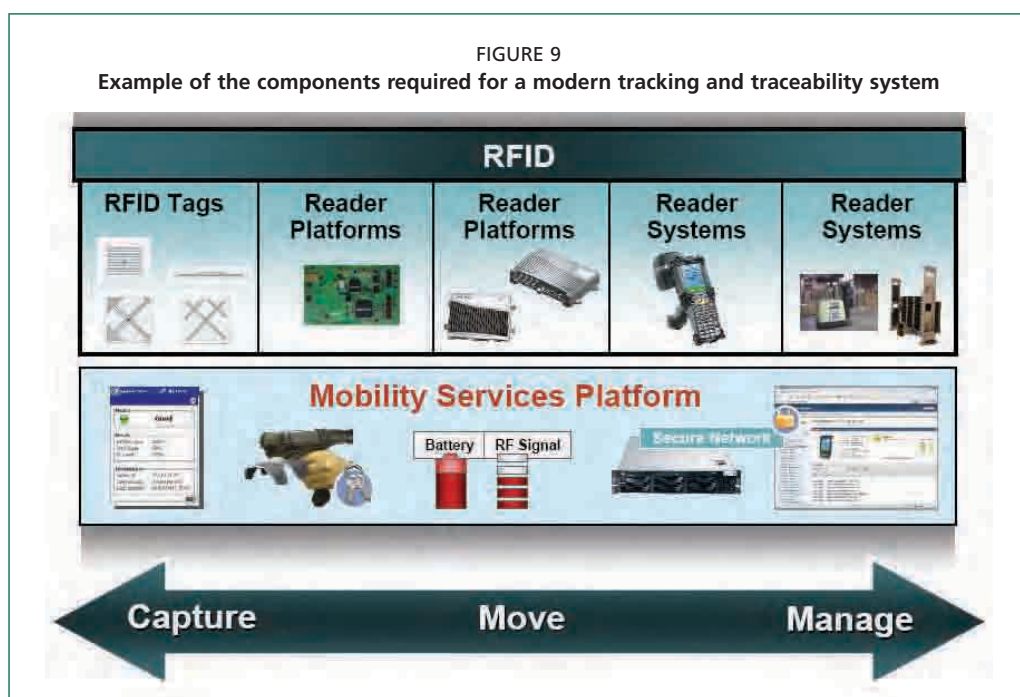 FIGURE 9
Example of the components required for a modern tracking and traceability system
RFID
RFID Tags
Reader
Platforms
Reader
Platforms
Reader
Systems
Reader
Systems
Mobility Services Platform
Good
Battery
RF Signal
Secure Network
Capture
Move
Manage